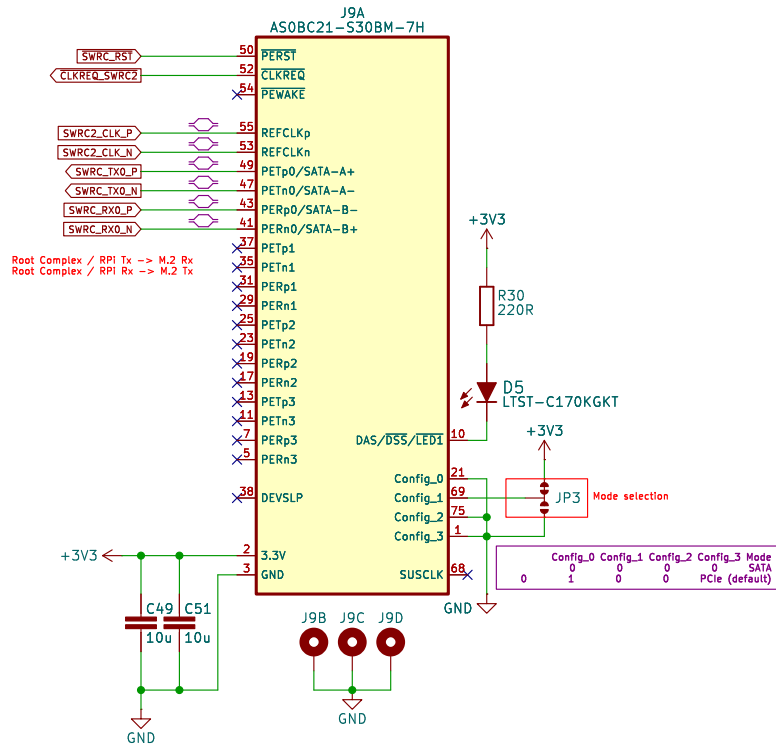 J9A
AS0BC21-S30BM-7H
SWRC_RST 50 PERST
CLKREQ_SWRC2 52 CLKREQ
54 PEWAKE
SWRC2_CLK_P 55 REFCLKp
SWRC2_CLK_N 53 REFCLKn
SWRC_TX0_P 49 PETp0/SATA-A+
SWRC_TX0_N 47 PETn0/SATA-A-
SWRC_RX0_P 43 PERp0/SATA-B-
SWRC_RX0_N 41 PERn0/SATA-B+
37 PETp1
Root Complex / RPi Tx -> M.2 Rx
Root Complex / RPi Rx -> M.2 Tx
35 PETn1
31 PERp1
29 PERn1
25 PETp2
23 PETn2
19 PERp2
17 PERn2
13 PETp3
11 PETn3
7 PERp3
5 PERn3
38 DEVSLP
+3V3 2 3.3V
3 GND
+3V3
R30
220R
D5
LTST-C170KGKT
DAS/DSS/LED1 10
+3V3
Config_0 21
Config_1 69
JP3 Mode selection
Config_2 75
Config_3 1
SUSCLK 68
Config_0 Config_1 Config_2 Config_3 Mode
0 0 0 0 SATA
0 1 0 0 PCIe (default)
GND
C49 C51
10u 10u
J9B J9C J9D
GND
GND